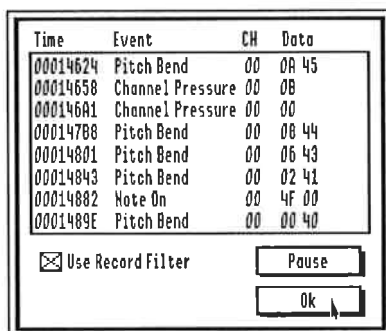 Time Event CH Data
00014624 Pitch Bend 00 0A 45
00014658 Channel Pressure 00 0B
000146A1 Channel Pressure 00 00
000147B8 Pitch Bend 00 08 44
00014801 Pitch Bend 00 06 43
00014843 Pitch Bend 00 02 41
00014882 Note On 00 4F 00
0001489E Pitch Bend 00 00 40
Use Record Filter Pause
Ok